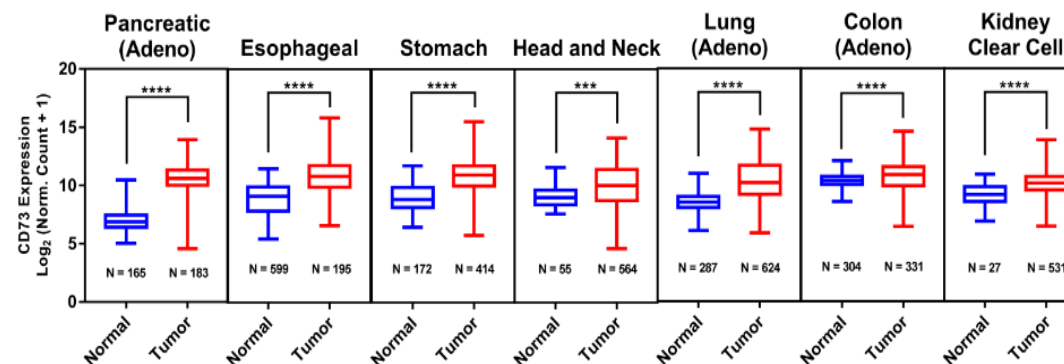 Pancreatic
(Adeno)
Esophageal
Stomach
Head and Neck
Lung
(Adeno)
Colon
(Adeno)
Kidney
Clear Cell
CD73 Expression
Log₂ (Norm. Count + 1)
20
15
10
5
0
**** **** **** *** **** **** ****
N = 165 N = 183 N = 599 N = 195 N = 172 N = 414 N = 55 N = 564 N = 287 N = 624 N = 304 N = 331 N = 27 N = 531
Normal Tumor Normal Tumor Normal Tumor Normal Tumor Normal Tumor Normal Tumor Normal Tumor